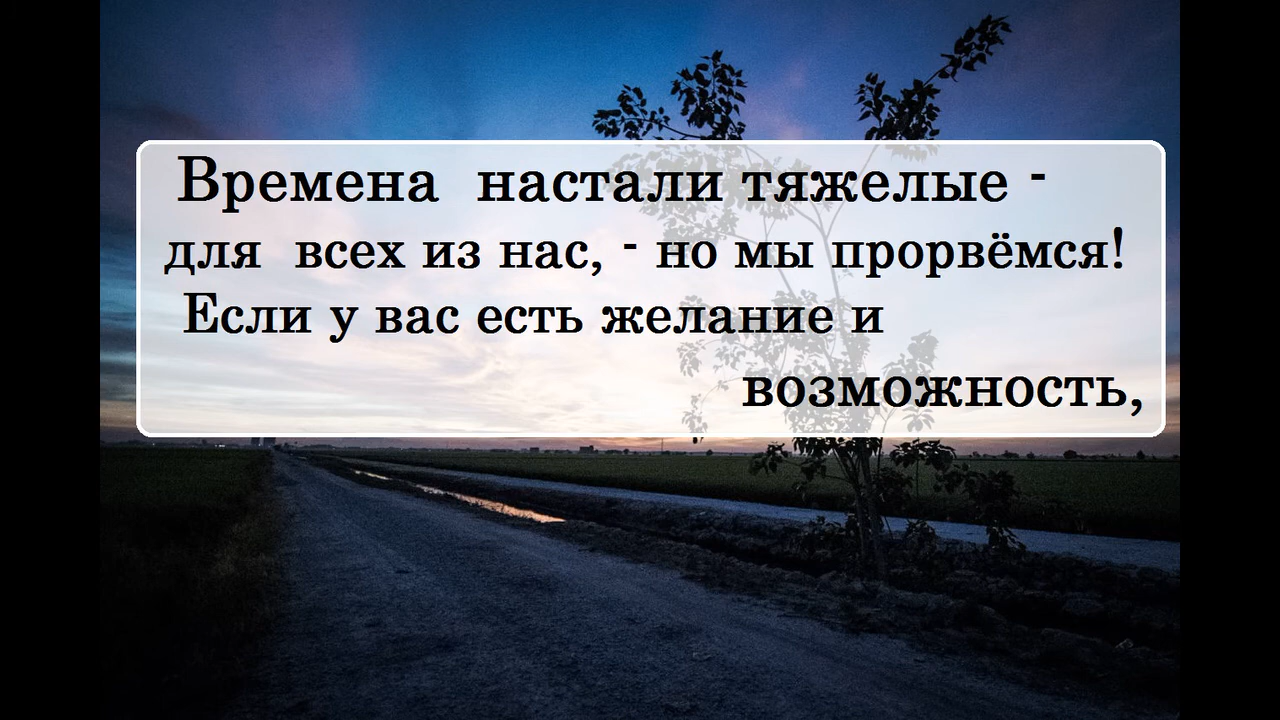 Времена настали тяжелые -
для всех из нас, - но мы прорвёмся!
Если у вас есть желание и
возможность,